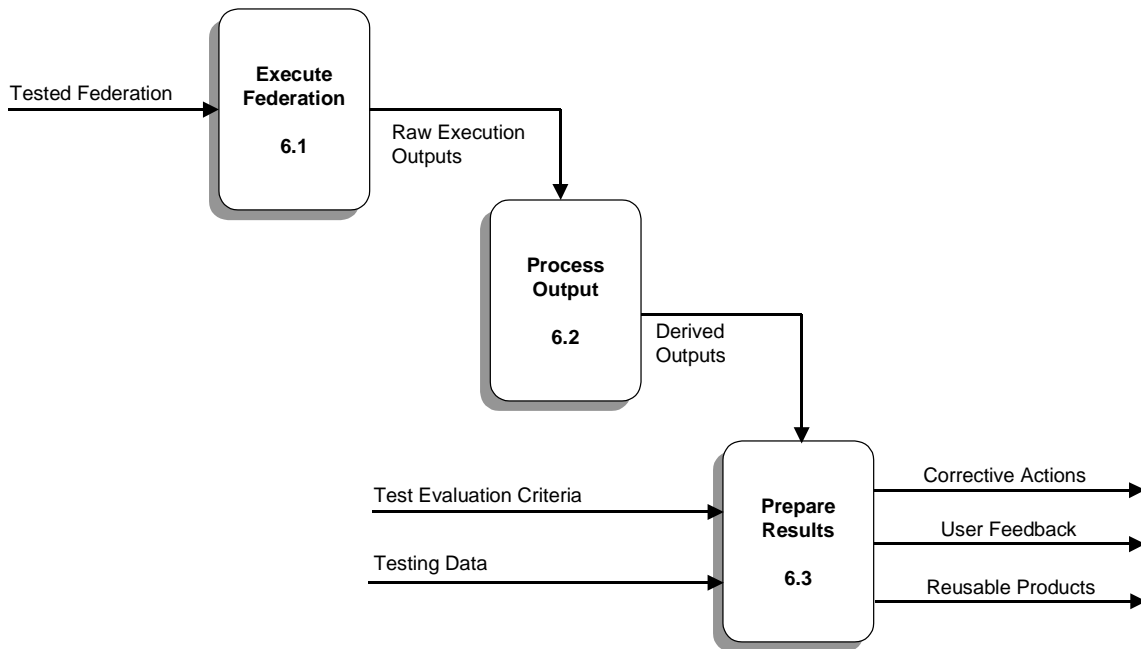 Execute
Federation
6.1
Tested Federation
Raw Execution
Outputs
Process
Output
6.2
Derived
Outputs
Test Evaluation Criteria
Testing Data
Prepare
Results
6.3
Corrective Actions
User Feedback
Reusable Products